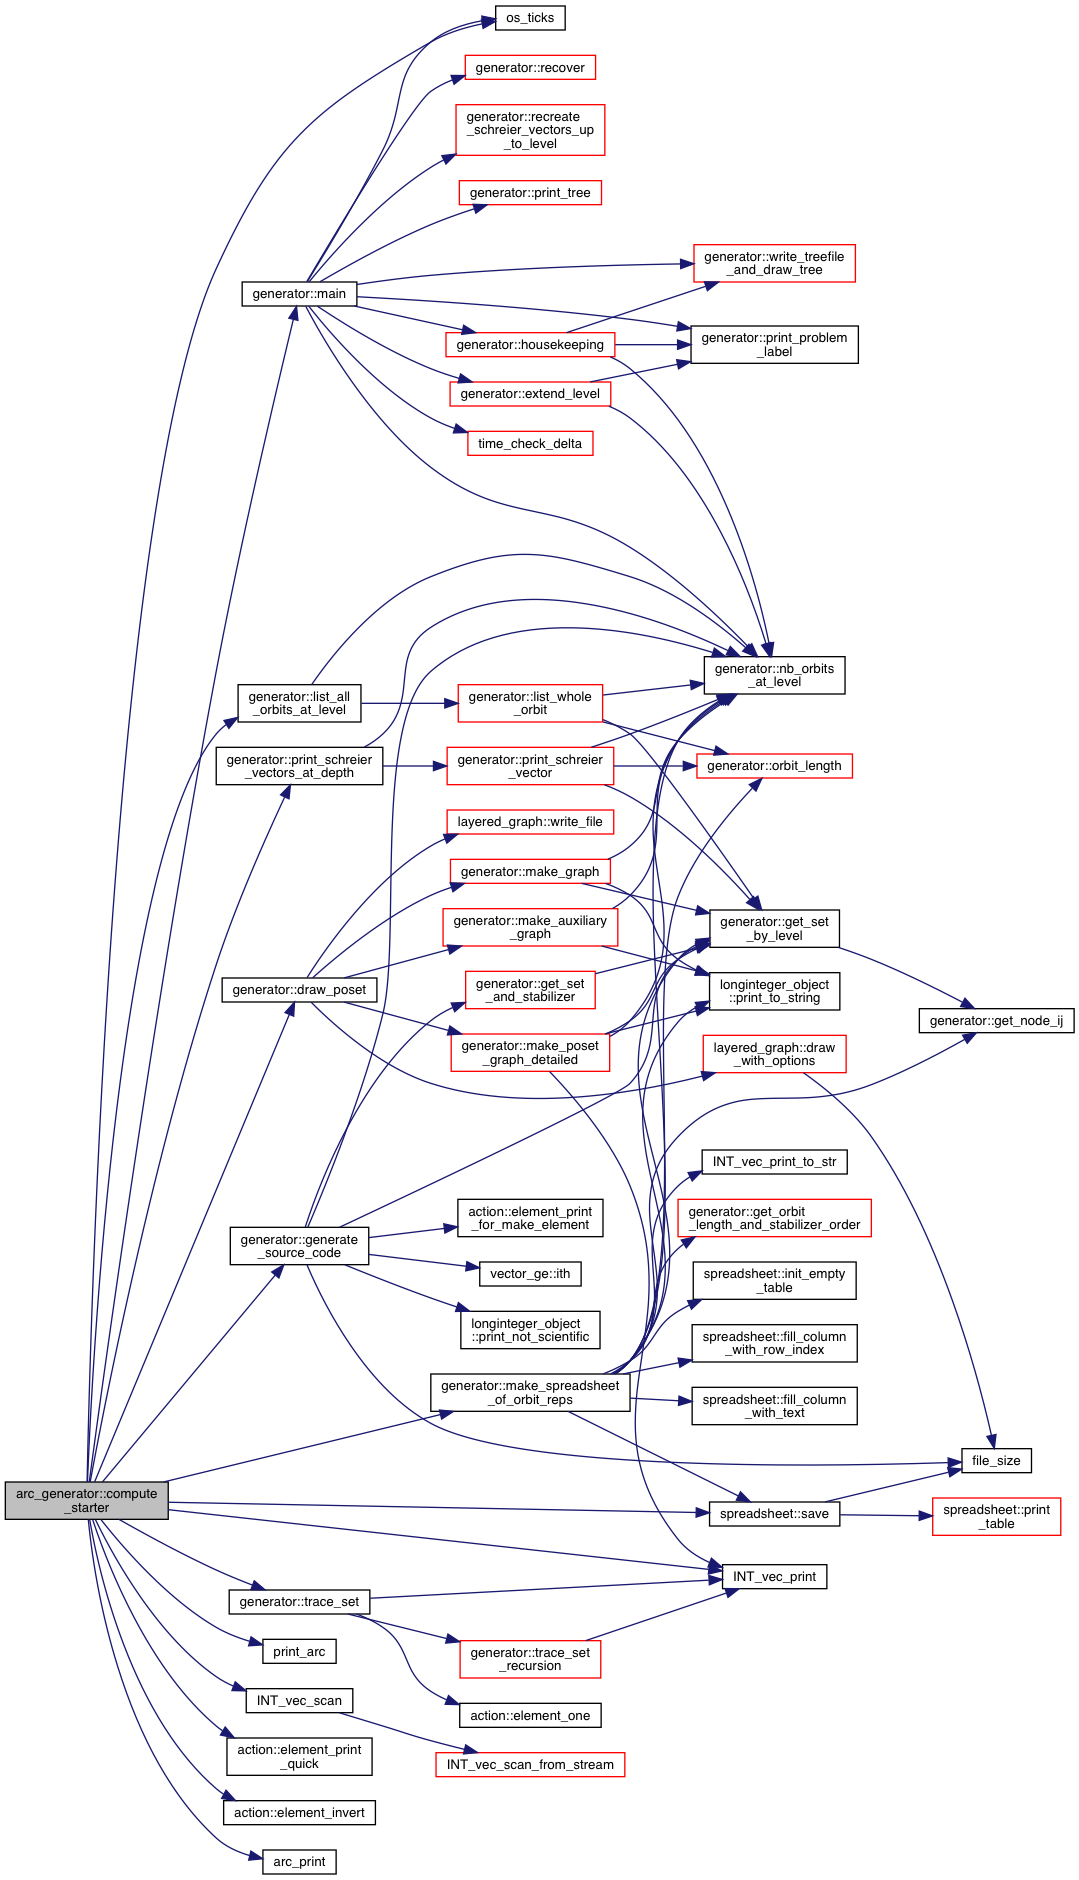 os_ticks
generator::recover
generator::recreate
_schreier_vectors_up
_to_level
generator::print_tree
generator::write_treefile
_and_draw_tree
generator::main
generator::print_problem
_label
generator::housekeeping
generator::extend_level
time_check_delta
generator::nb_orbits
_at_level
generator::list_all
_orbits_at_level
generator::list_whole
_orbit
generator::print_schreier
_vectors_at_depth
generator::print_schreier
_vector
generator::orbit_length
layered_graph::write_file
generator::make_graph
generator::make_auxiliary
_graph
generator::get_set
_by_level
generator::draw_poset
generator::get_set
_and_stabilizer
longinteger_object
::print_to_string
generator::get_node_ij
generator::make_poset
_graph_detailed
layered_graph::draw
_with_options
INT_vec_print_to_str
action::element_print
_for_make_element
generator::get_orbit
_length_and_stabilizer_order
generator::generate
_source_code
vector_ge::ith
spreadsheet::init_empty
_table
longinteger_object
::print_not_scientific
spreadsheet::fill_column
_with_row_index
generator::make_spreadsheet
_of_orbit_reps
spreadsheet::fill_column
_with_text
file_size
arc_generator::compute
_starter
spreadsheet::save
spreadsheet::print
_table
INT_vec_print
generator::trace_set
print_arc
generator::trace_set
_recursion
INT_vec_scan
action::element_one
action::element_print
_quick
INT_vec_scan_from_stream
action::element_invert
arc_print